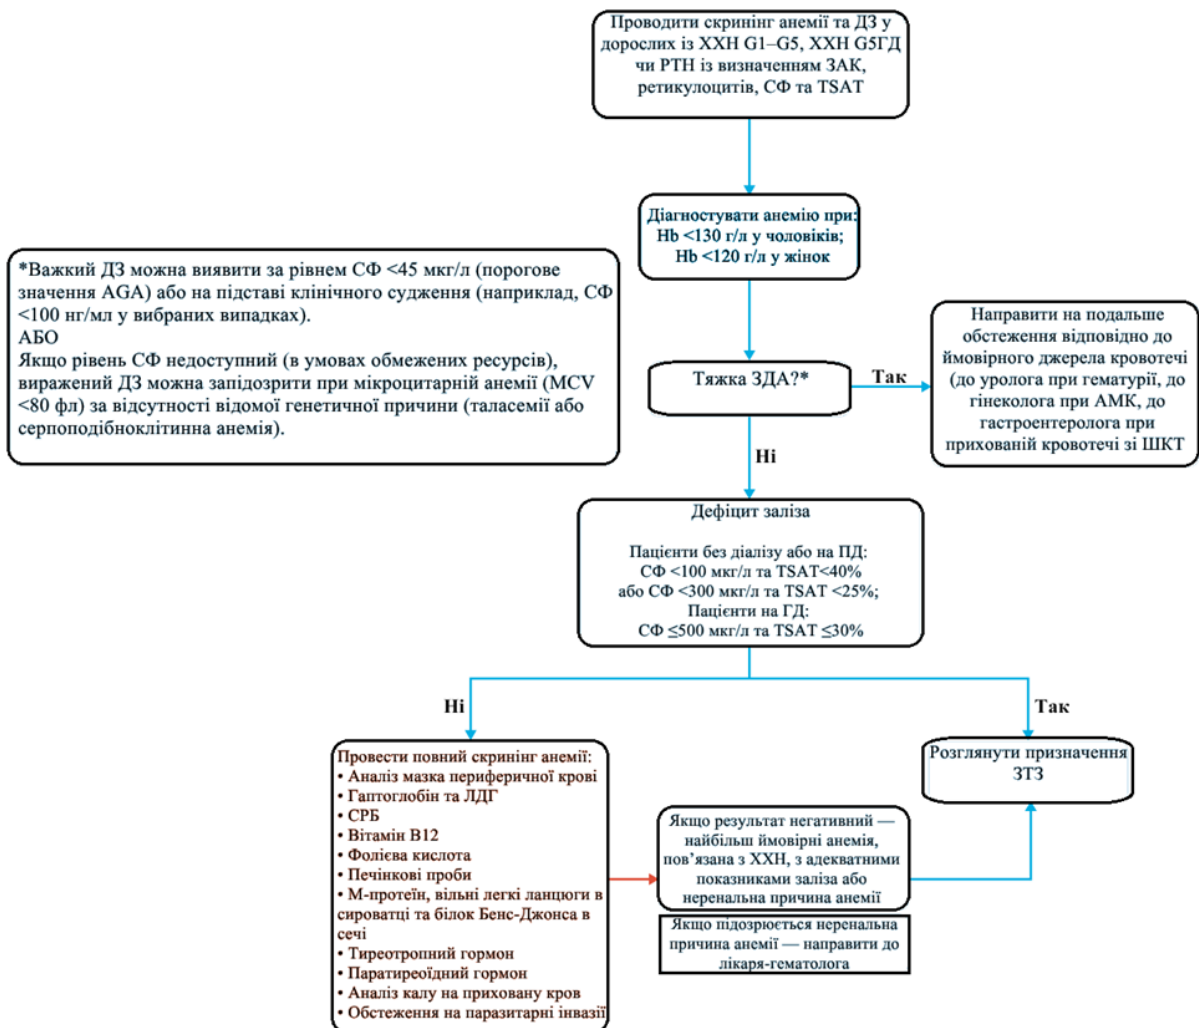 Проводити скринінг анемії та ДЗ у
дорослих із ХХН G1–G5, ХХН G5ГД
чи РТН із визначенням ЗАК,
ретикулоцитів, СФ та TSAT
Діагностувати анемію при:
Hb <130 г/л у чоловіків;
Hb <120 г/л у жінок
*Важкий ДЗ можна виявити за рівнем СФ <45 мкг/л (порогове
значення AGA) або на підставі клінічного судження (наприклад, СФ
<100 нг/мл у вибраних випадках).
АБО
Якщо рівень СФ недоступний (в умовах обмежених ресурсів),
виражений ДЗ можна запідозрити при мікроцитарній анемії (MCV
<80 фл) за відсутності відомої генетичної причини (таласемії або
серпоподібноклітинна анемія).
Тяжка ЗДА?*
Так
Направити на подальше
обстеження відповідно до
ймовірного джерела кровотечі
(до уролога при гематурії, до
гінеколога при АМК, до
гастроентеролога при
прихованій кровотечі зі ШКТ
Ні
Дефіцит заліза
Пацієнти без діалізу або на ПД:
СФ <100 мкг/л та TSAT<40%
або СФ <300 мкг/л та TSAT <25%;
Пацієнти на ГД:
СФ ≤500 мкг/л та TSAT ≤30%
Ні
Так
Провести повний скринінг анемії:
• Аналіз мазка периферичної крові
• Гаптоглобін та ЛДГ
• СРБ
• Вітамін В12
• Фолієва кислота
• Печінкові проби
• М-протеїн, вільні легкі ланцюги в
сироватці та білок Бенс-Джонса в
сечі
• Тиреотропний гормон
• Паратиреоїдний гормон
• Аналіз калу на приховану кров
• Обстеження на паразитарні інвазії
Якщо результат негативний —
найбільш ймовірні анемія,
пов’язана з ХХН, з адекватними
показниками заліза або
неренальна причина анемії
Якщо підозрюється неренальна
причина анемії — направити до
лікаря-гематолога
Розглянути призначення
ЗТЗ